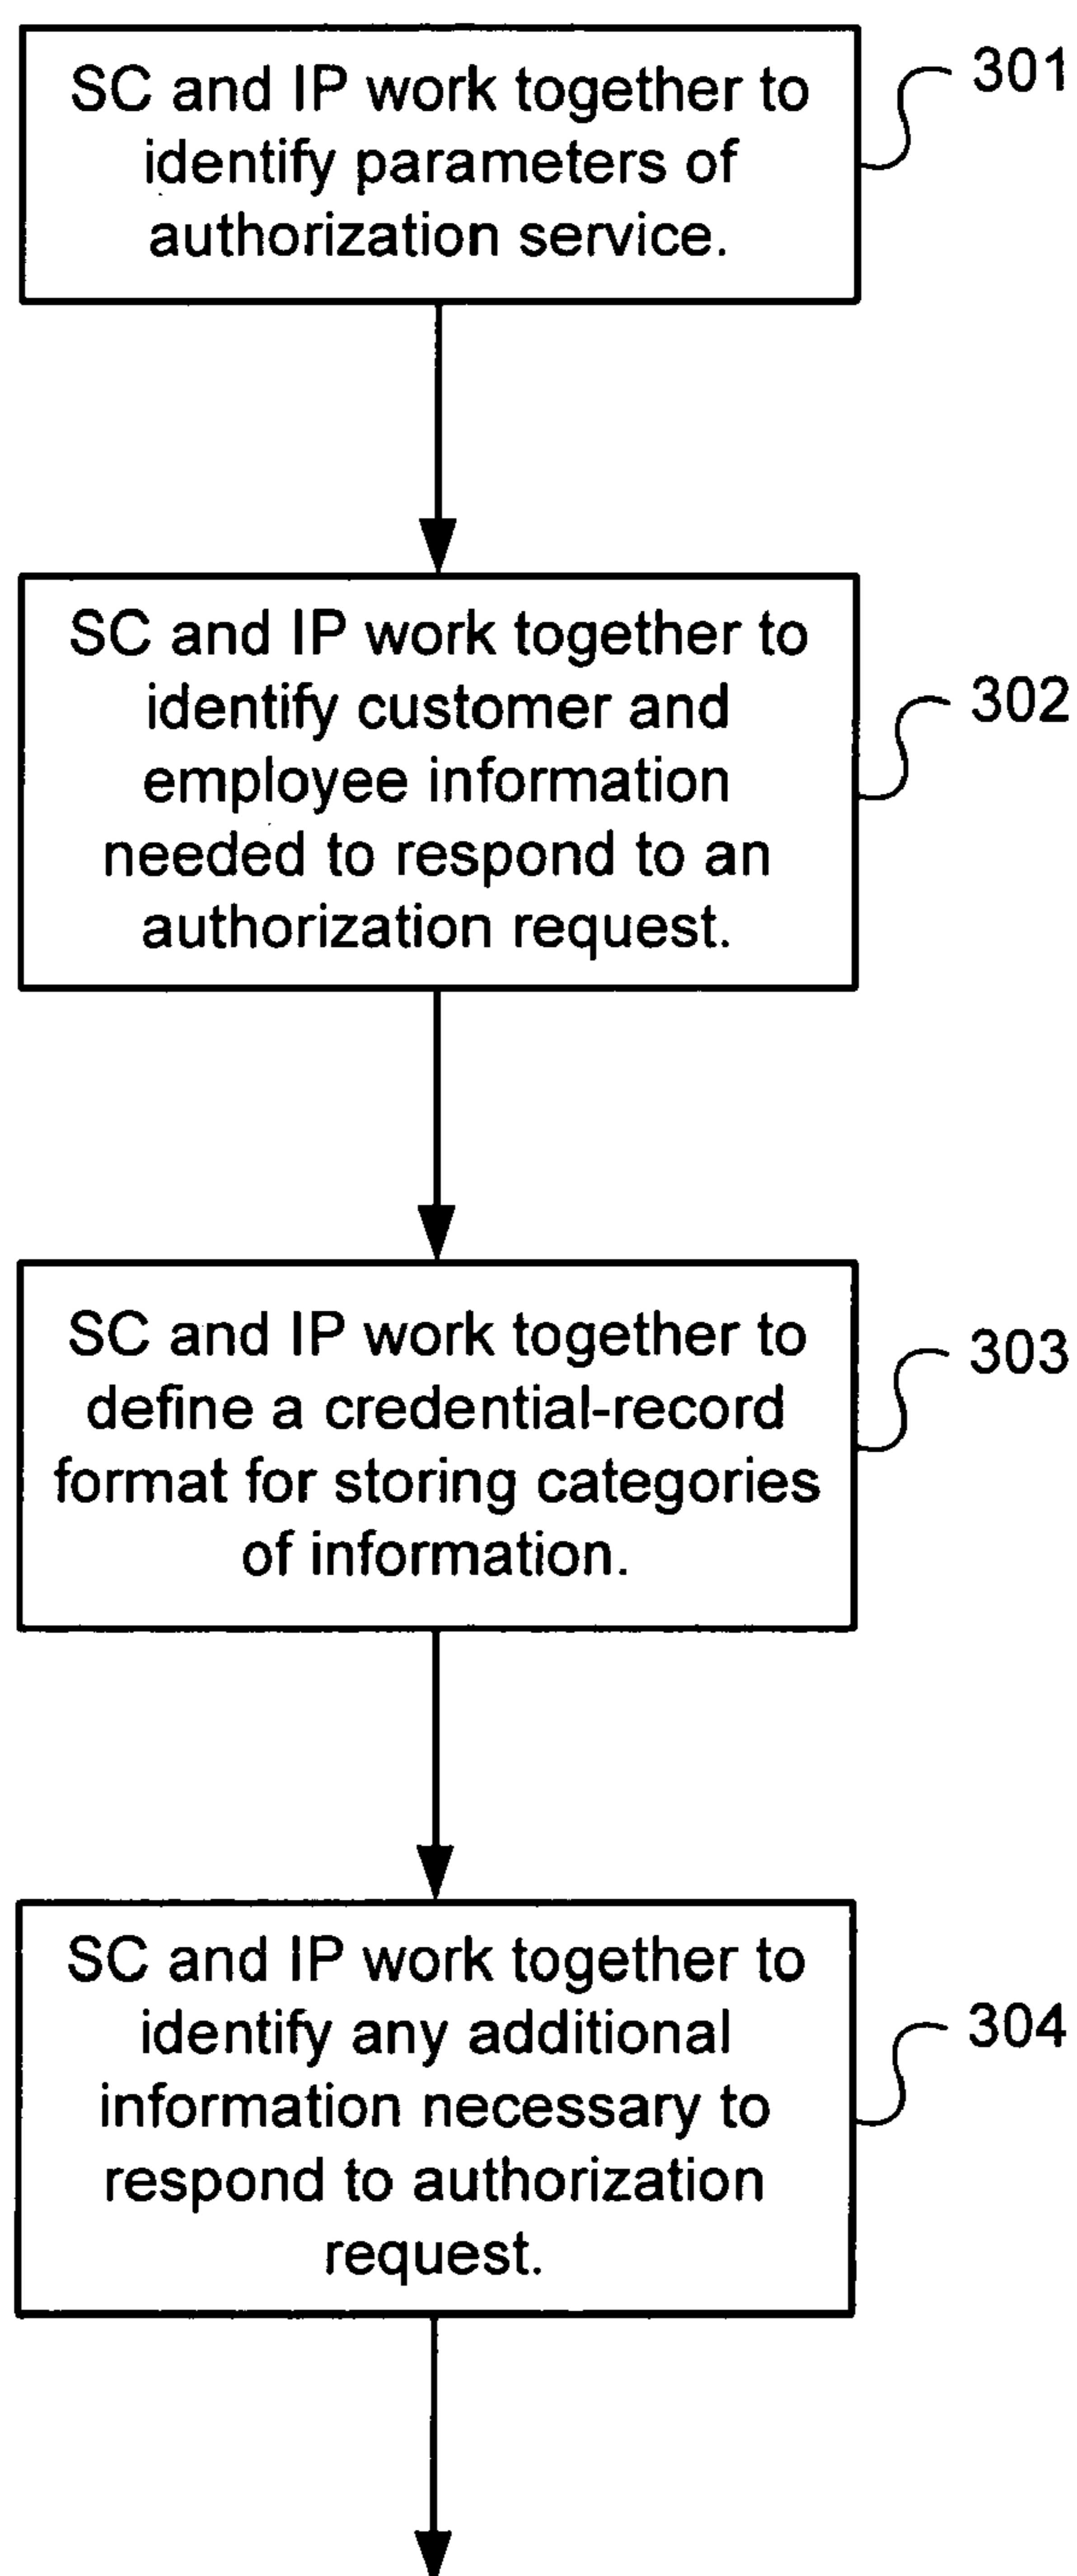 SC and IP work together to
identify parameters of
authorization service.
301
SC and IP work together to
identify customer and
employee information
needed to respond to an
authorization request.
302
SC and IP work together to
define a credential-record
format for storing categories
of information.
303
SC and IP work together to
identify any additional
information necessary to
respond to authorization
request.
304